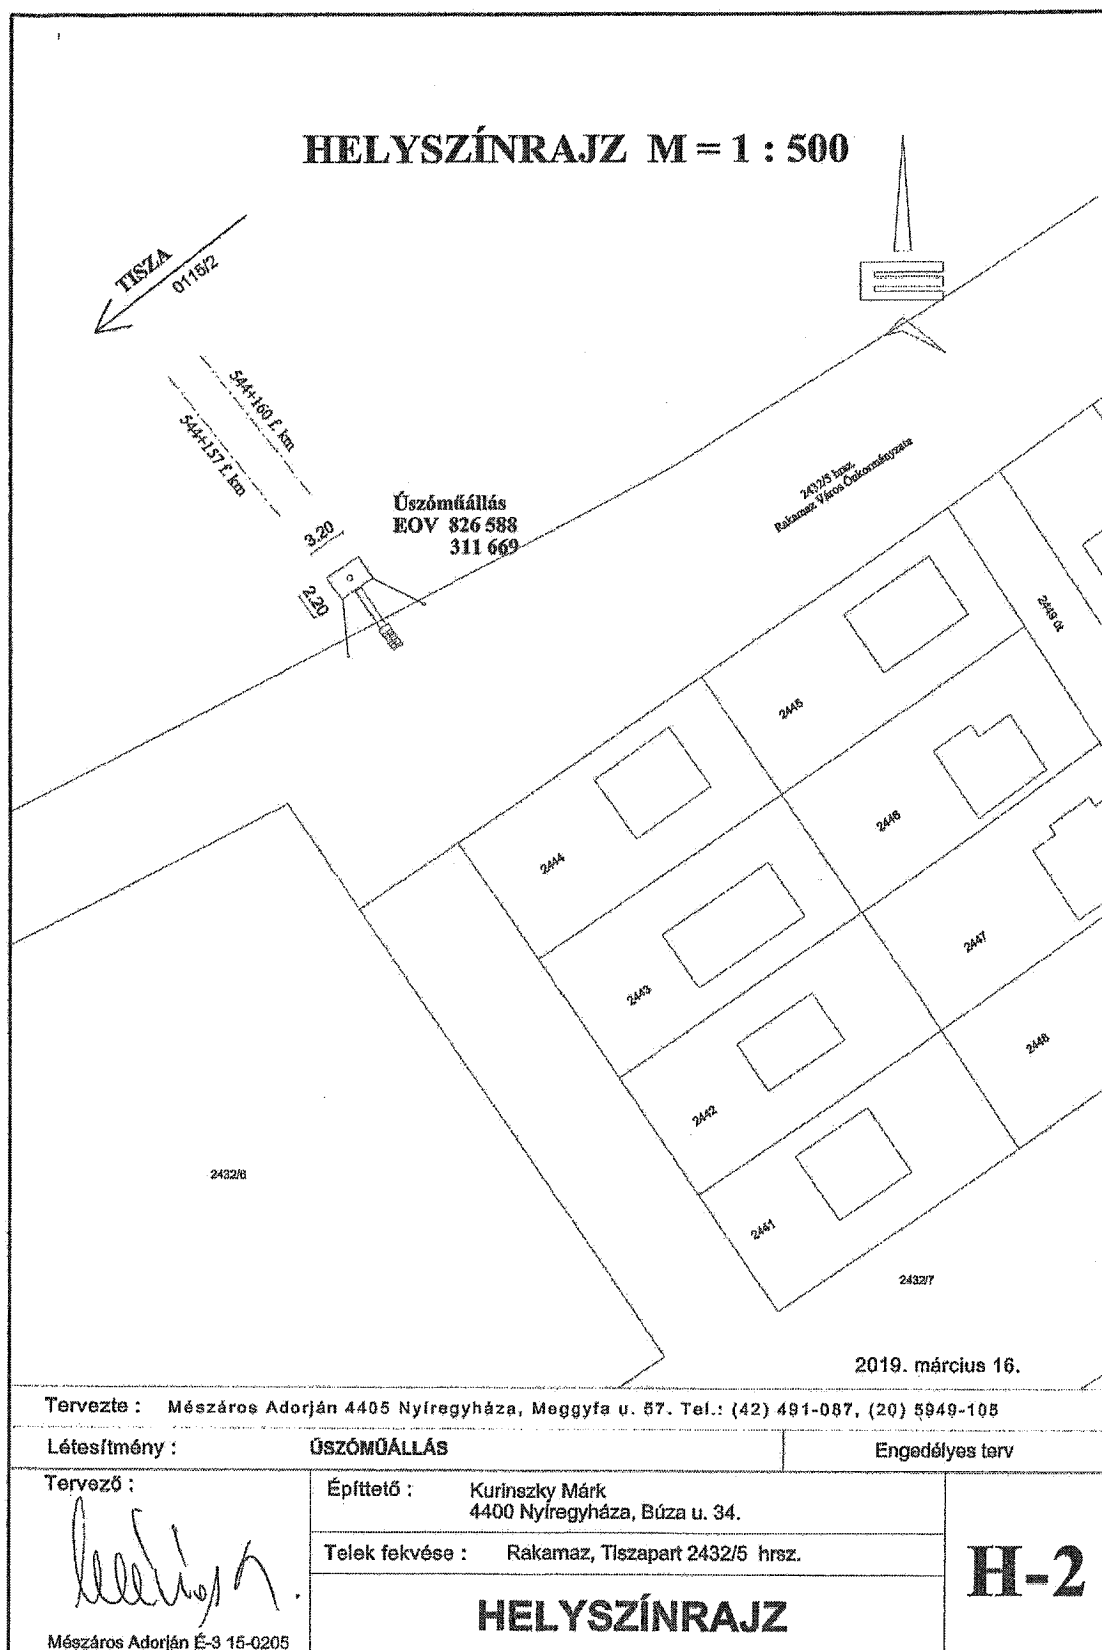 HELYSZÍNRAJZ M = 1 : 500
TISZA
0115/2
544+160 f. km
544+157 f. km
3.20
2.20
Úszóműállás
EOV 826 588
311 669
2432/5 hrsz.
Rakamaz Város Önkormányzata
2449 út
2445
2446
2444
2447
2443
2448
2442
2441
2432/6
2432/7
2019. március 16.
Tervezte : Mészáros Adorján 4405 Nyíregyháza, Meggyfa u. 57. Tel.: (42) 491-087, (20) 5949-105
Létesítmény : ÚSZÓMŰÁLLÁS Engedélyes terv
Tervező :
Építtető : Kurinszky Márk
4400 Nyíregyháza, Búza u. 34.
Telek fekvése : Rakamaz, Tiszapart 2432/5 hrsz.
H-2
HELYSZÍNRAJZ
Mészáros Adorján É-3 15-0205